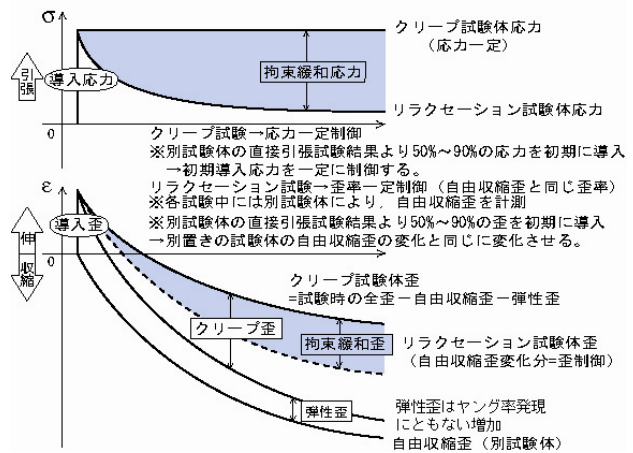 σ
クリープ試験体応力
(応力一定)
引張
導入応力
拘束緩和応力
リラクセーション試験体応力
0
クリープ試験→応力一定制御
※別試験体の直接引張試験結果より50%~90%の応力を初期に導入
→初期導入応力を一定に制御する。
リラクセーション試験→歪率一定制御(自由収縮歪と同じ歪率)
※各試験中には別試験体により,自由収縮歪を計測
※別試験体の直接引張試験結果より50%~90%の歪を初期に導入
→別置きの試験体の自由収縮歪の変化と同じに変化させる。
ε
伸
導入歪
0
収縮
クリープ試験体歪
=試験時の全歪-自由収縮歪-弾性歪
クリープ歪
拘束緩和歪
リラクセーション試験体歪
(自由収縮歪変化分=歪制御)
弾性歪
弾性歪はヤング率発現
にともない増加
自由収縮歪(別試験体)